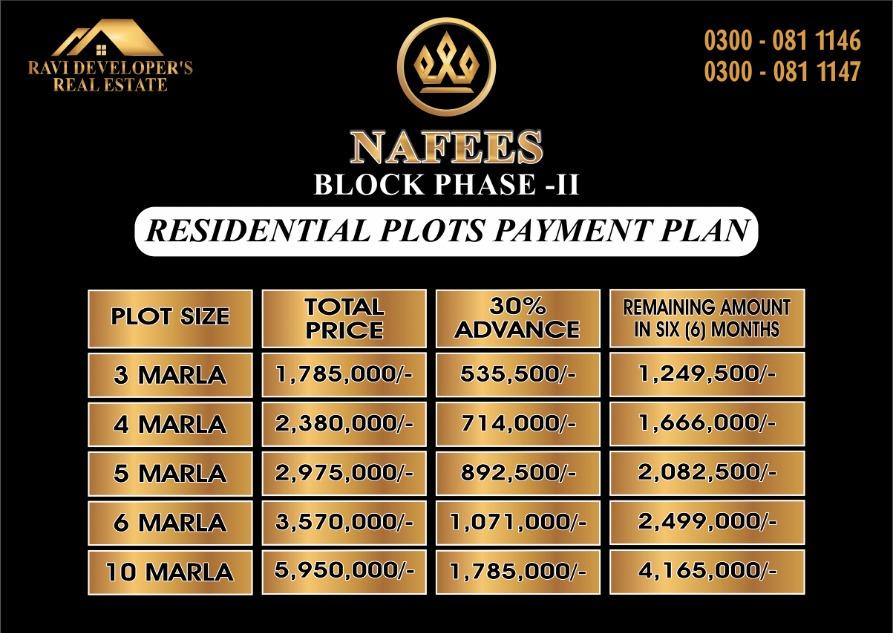 RAVI DEVELOPER'S
REAL ESTATE
0300 - 081 1146
0300 - 081 1147
NAFEES
BLOCK PHASE -II
RESIDENTIAL PLOTS PAYMENT PLAN
PLOT SIZE
TOTAL
PRICE
30%
ADVANCE
REMAINING AMOUNT
IN SIX (6) MONTHS
3 MARLA 1,785,000/- 535,500/- 1,249,500/-
4 MARLA 2,380,000/- 714,000/- 1,666,000/-
5 MARLA 2,975,000/- 892,500/- 2,082,500/-
6 MARLA 3,570,000/- 1,071,000/- 2,499,000/-
10 MARLA 5,950,000/- 1,785,000/- 4,165,000/-